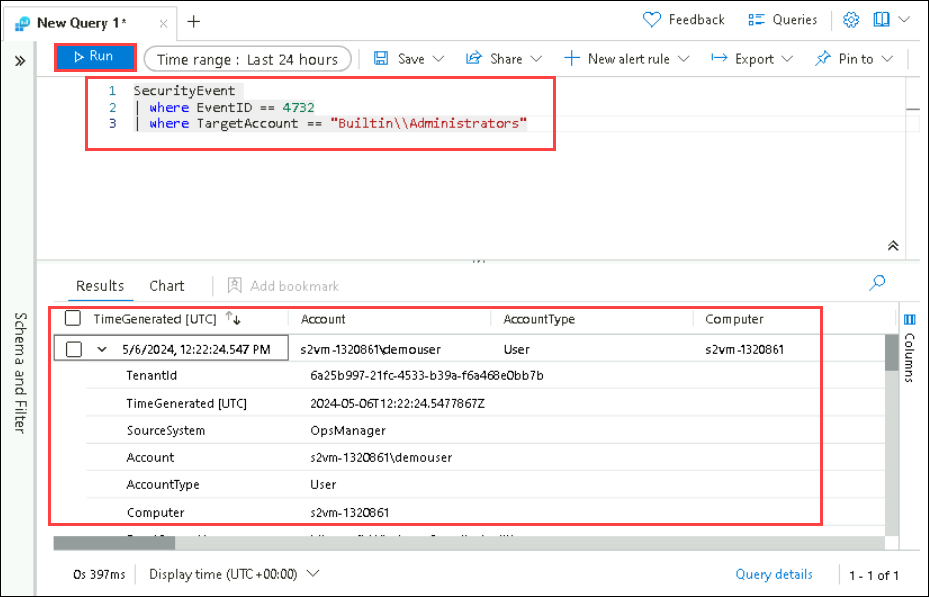 New Query 1*
Feedback
Queries
Run
Time range : Last 24 hours
Save
Share
New alert rule
Export
Pin to
1 SecurityEvent
2 | where EventID == 4732
3 | where TargetAccount == "Builtin\\Administrators"
Schema and Filter
Results
Chart
Add bookmark
TimeGenerated [UTC] Account AccountType Computer
5/6/2024, 12:22:24.547 PM s2vm-1320861\demouser User s2vm-1320861
TenantId 6a25b997-21fc-4533-b39a-f6a468e0bb7b
TimeGenerated [UTC] 2024-05-06T12:22:24.5477867Z
SourceSystem OpsManager
Account s2vm-1320861\demouser
AccountType User
Computer s2vm-1320861
Columns
0s 397ms
Display time (UTC+00:00)
Query details
1 - 1 of 1